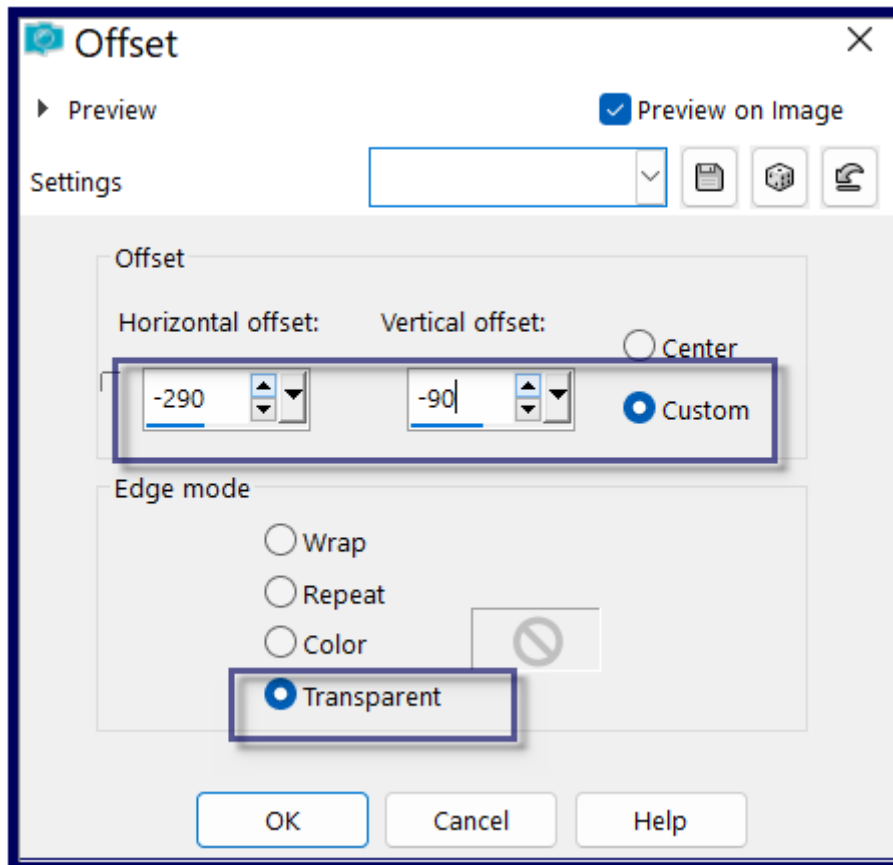 Offset
Preview
Preview on Image
Settings
Offset
Horizontal offset:
Vertical offset:
Center
-290
-90
Custom
Edge mode
Wrap
Repeat
Color
Transparent
OK
Cancel
Help